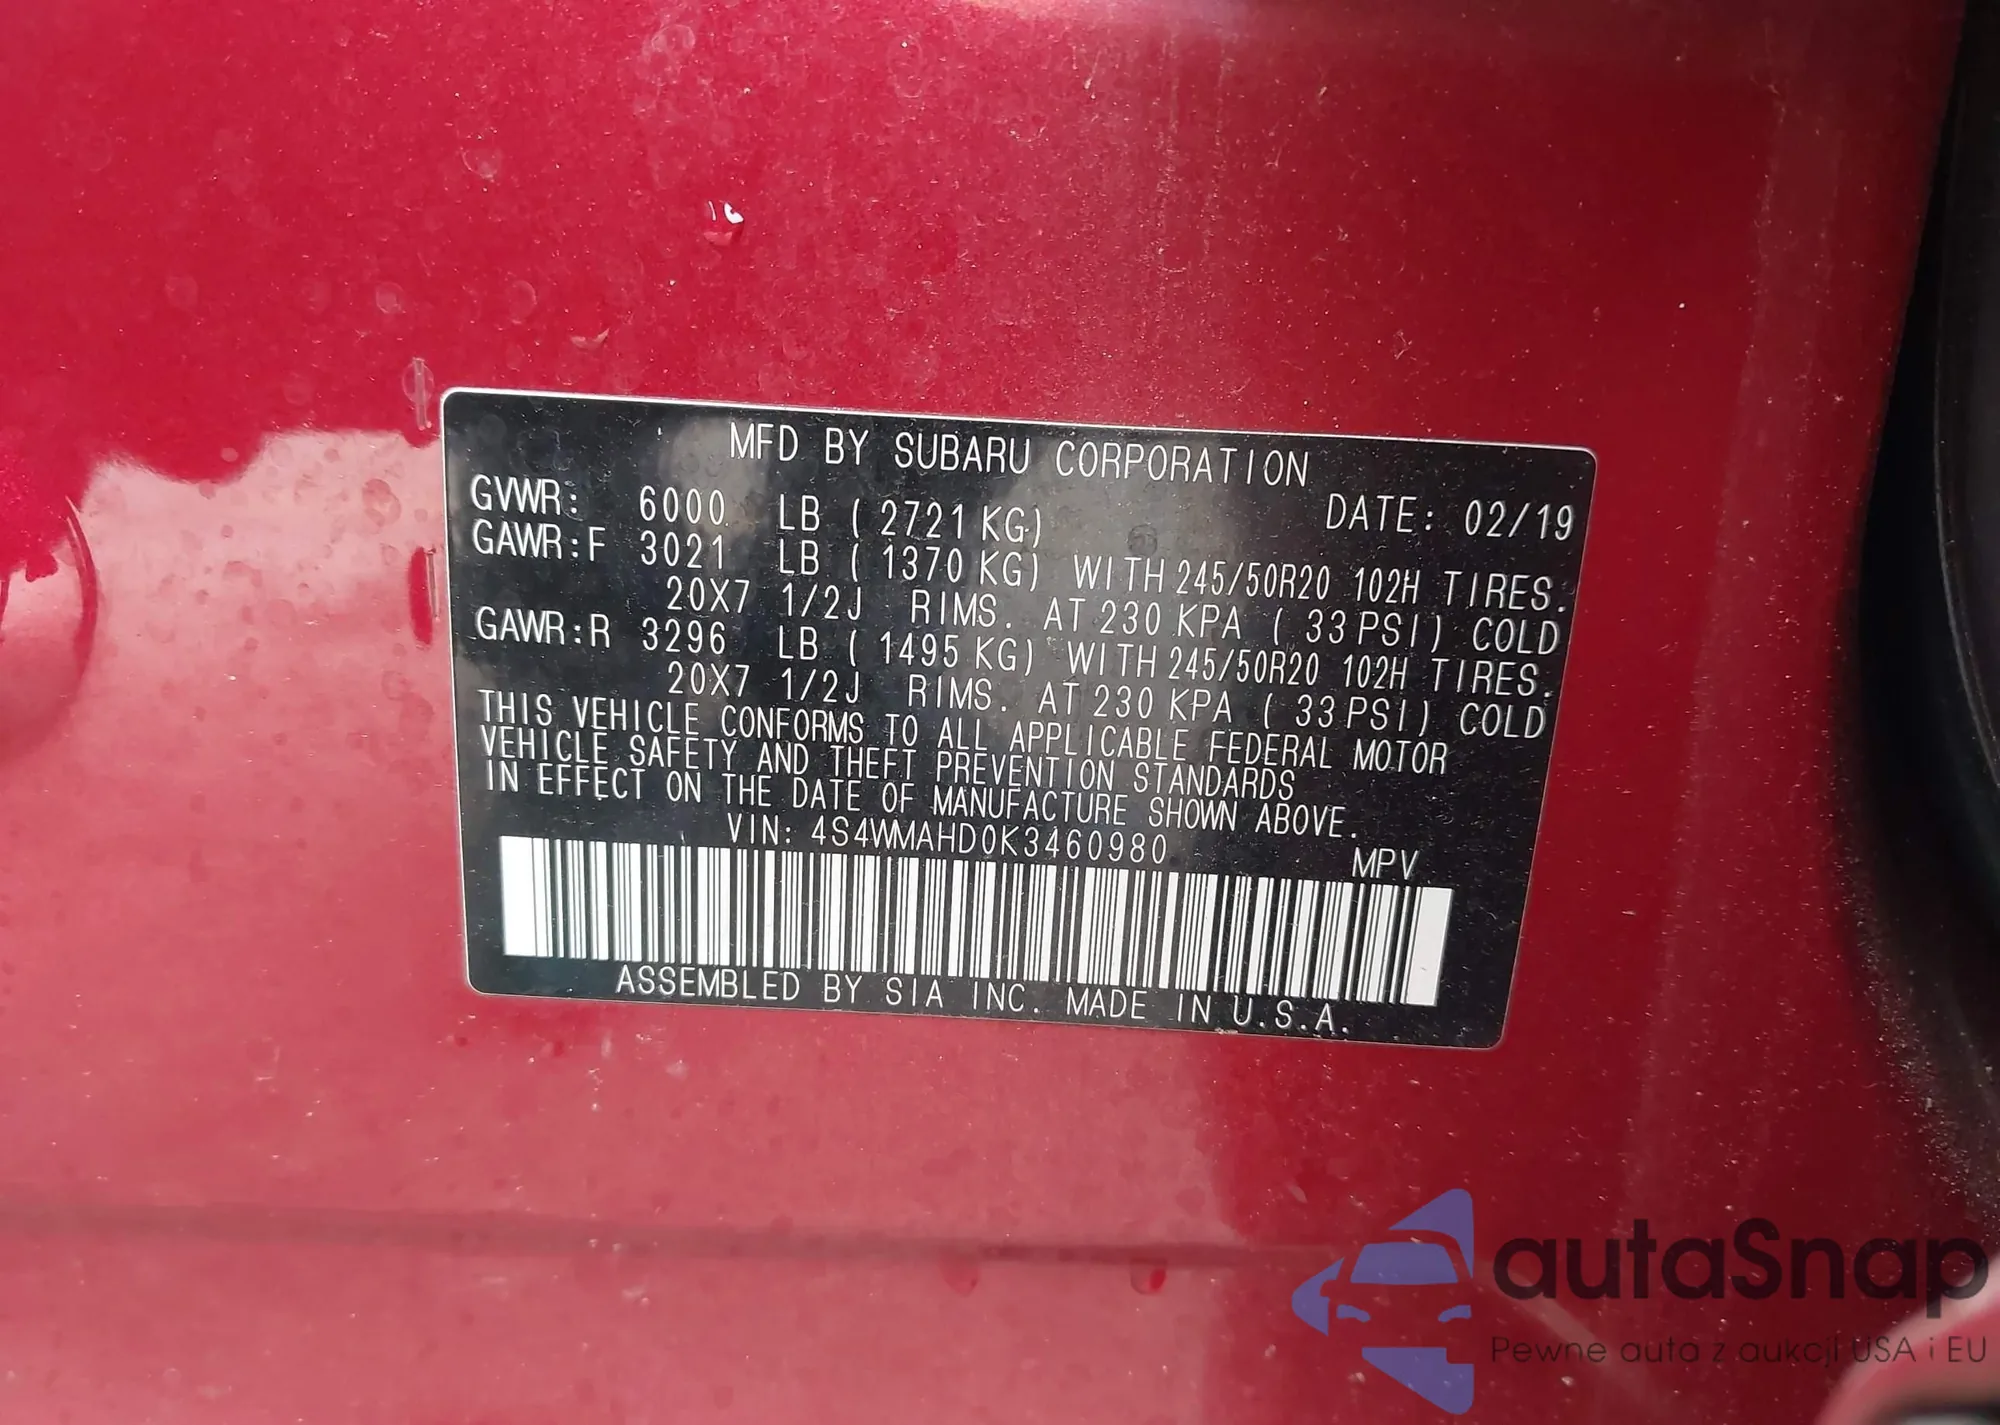 MFD BY SUBARU CORPORATION
GVWR: 6000 LB ( 2721 KG) DATE: 02/19
GAWR:F 3021 LB ( 1370 KG) WITH 245/50R20 102H TIRES.
20X7 1/2J RIMS. AT 230 KPA ( 33 PSI) COLD
GAWR:R 3296 LB ( 1495 KG) WITH 245/50R20 102H TIRES.
20X7 1/2J RIMS. AT 230 KPA ( 33 PSI) COLD
THIS VEHICLE CONFORMS TO ALL APPLICABLE FEDERAL MOTOR
VEHICLE SAFETY AND THEFT PREVENTION STANDARDS
IN EFFECT ON THE DATE OF MANUFACTURE SHOWN ABOVE.
VIN: 4S4WMAHD0K3460980 MPV
ASSEMBLED BY SIA INC. MADE IN U.S.A.
autaSnap
Pewne auta z aukcji USA i EU